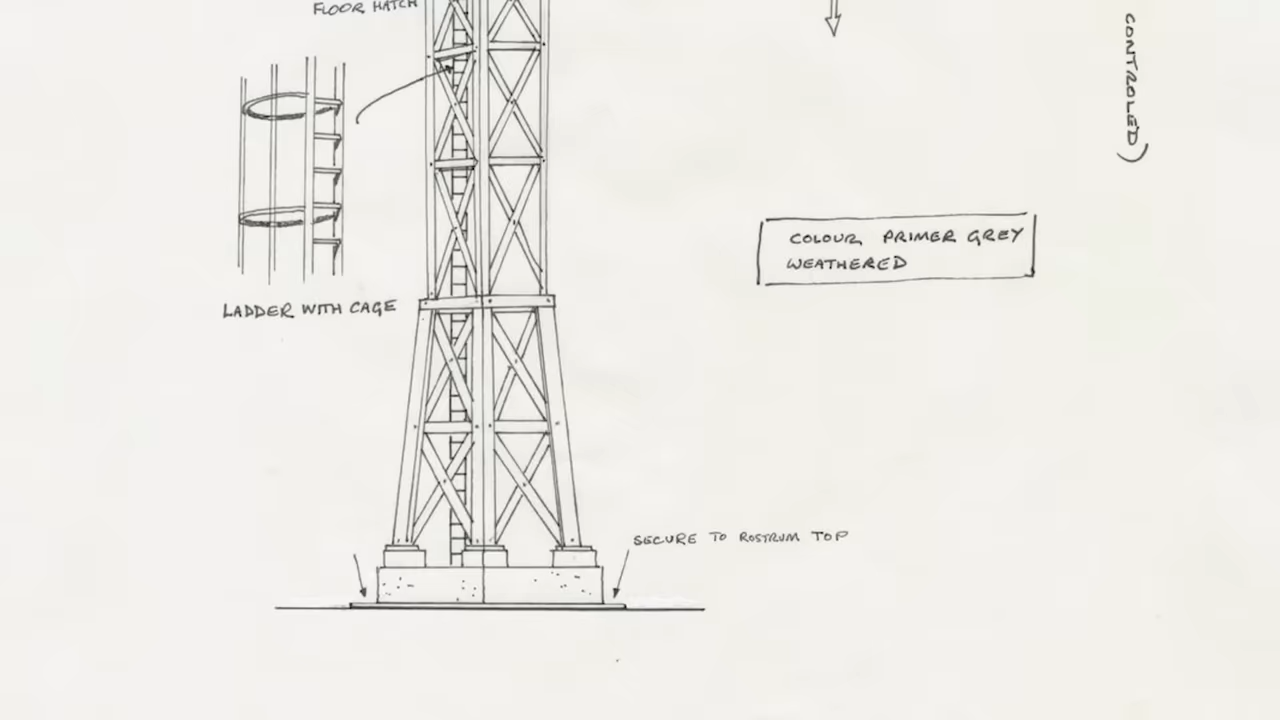 FLOOR HATCH
CONTROLED)
COLOUR PRIMER GREY
WEATHERED
LADDER WITH CAGE
SECURE TO ROSTRUM TOP